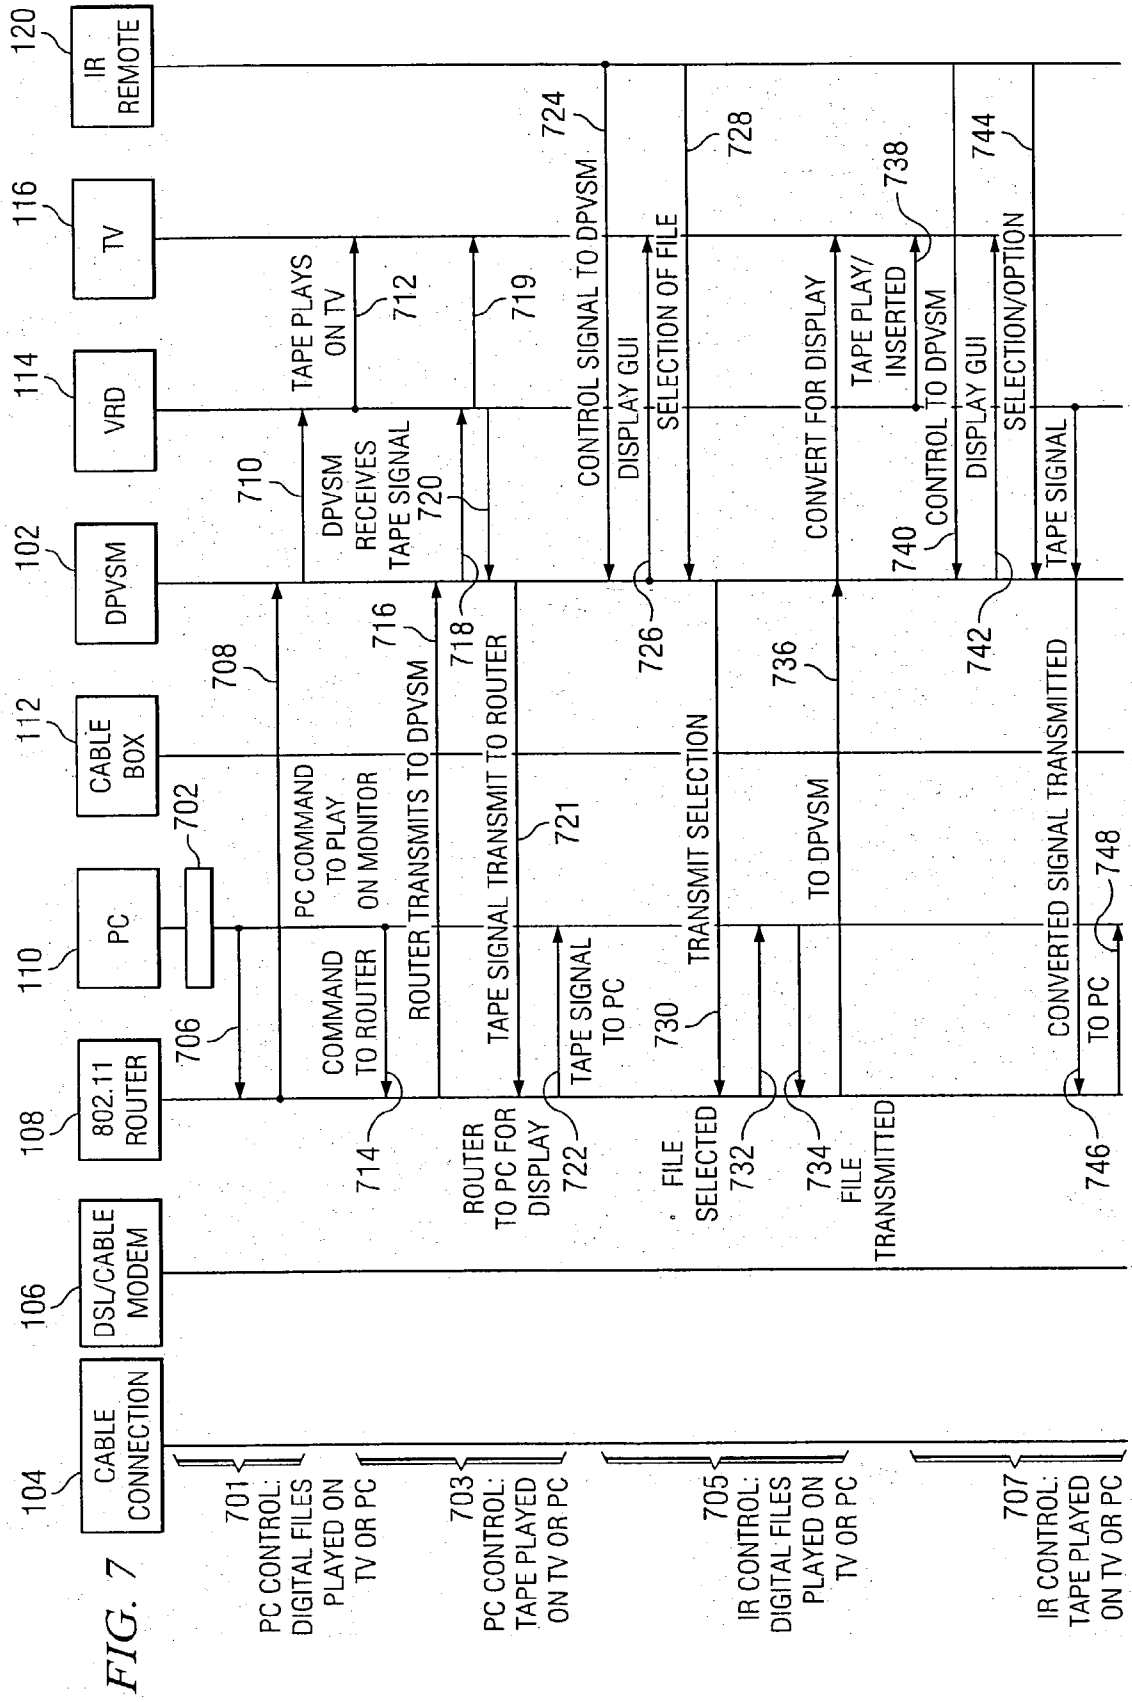 FIG. 7
104
CABLE
CONNECTION
106
DSL/CABLE
MODEM
108
802.11
ROUTER
110
PC
702
112
CABLE
BOX
102
DPVSM
114
VRD
116
TV
120
IR
REMOTE
701
PC CONTROL:
DIGITAL FILES
PLAYED ON
TV OR PC
706
708
710
TAPE PLAYS
ON TV
712
PC COMMAND
TO PLAY
ON MONITOR
703
PC CONTROL:
TAPE PLAYED
ON TV OR PC
COMMAND
TO ROUTER
714
ROUTER TRANSMITS TO DPVSM
716
DPVSM
RECEIVES
TAPE SIGNAL
718
719
720
TAPE SIGNAL TRANSMIT TO ROUTER
721
ROUTER
TO PC FOR
DISPLAY
722
TAPE SIGNAL
TO PC
705
IR CONTROL:
DIGITAL FILES
PLAYED ON
TV OR PC
724
CONTROL SIGNAL TO DPVSM
DISPLAY GUI
726
SELECTION OF FILE
728
TRANSMIT SELECTION
730
FILE
SELECTED
732
734
FILE
TRANSMITTED
TO DPVSM
736
CONVERT FOR DISPLAY
707
IR CONTROL:
TAPE PLAYED
ON TV OR PC
TAPE PLAY/
INSERTED
738
CONTROL TO DPVSM
740
DISPLAY GUI
742
SELECTION/OPTION
744
TAPE SIGNAL
CONVERTED SIGNAL TRANSMITTED
746
TO PC
748